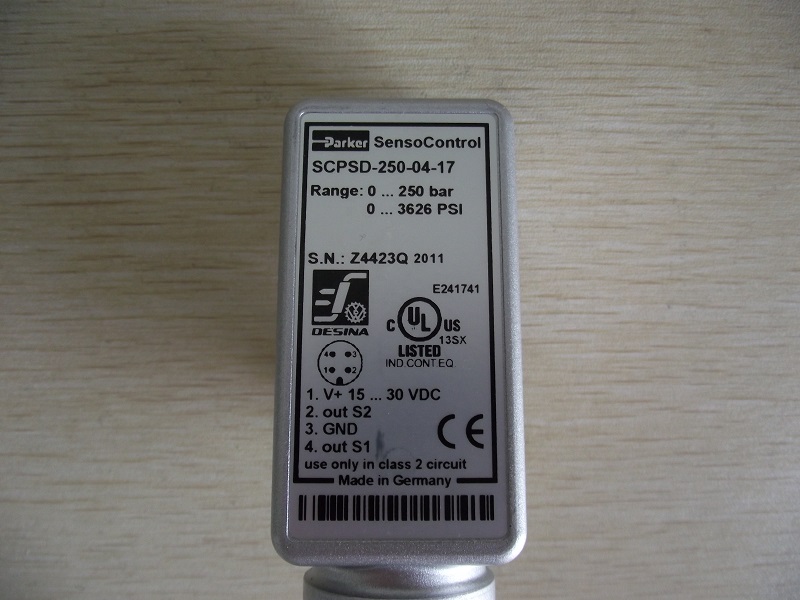 Parker SensoControl
SCPSD-250-04-17
Range: 0 ... 250 bar
0 ... 3626 PSI
S.N.: Z4423Q 2011
E241741
DESINA
C UL US
13SX
LISTED
IND.CONT.EQ.
4 3
1 2
1. V+ 15 ... 30 VDC
2. out S2
3. GND
4. out S1
CE
use only in class 2 circuit
Made in Germany